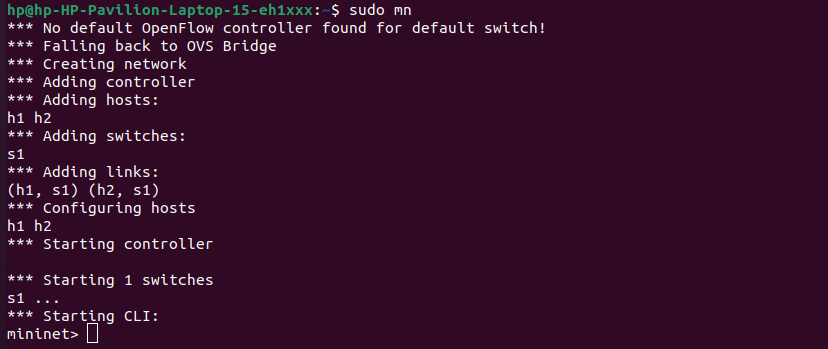 hp@hp-HP-Pavilion-Laptop-15-eh1xxx:~$ sudo mn
*** No default OpenFlow controller found for default switch!
*** Falling back to OVS Bridge
*** Creating network
*** Adding controller
*** Adding hosts:
h1 h2
*** Adding switches:
s1
*** Adding links:
(h1, s1) (h2, s1)
*** Configuring hosts
h1 h2
*** Starting controller

*** Starting 1 switches
s1 ...
*** Starting CLI:
mininet>